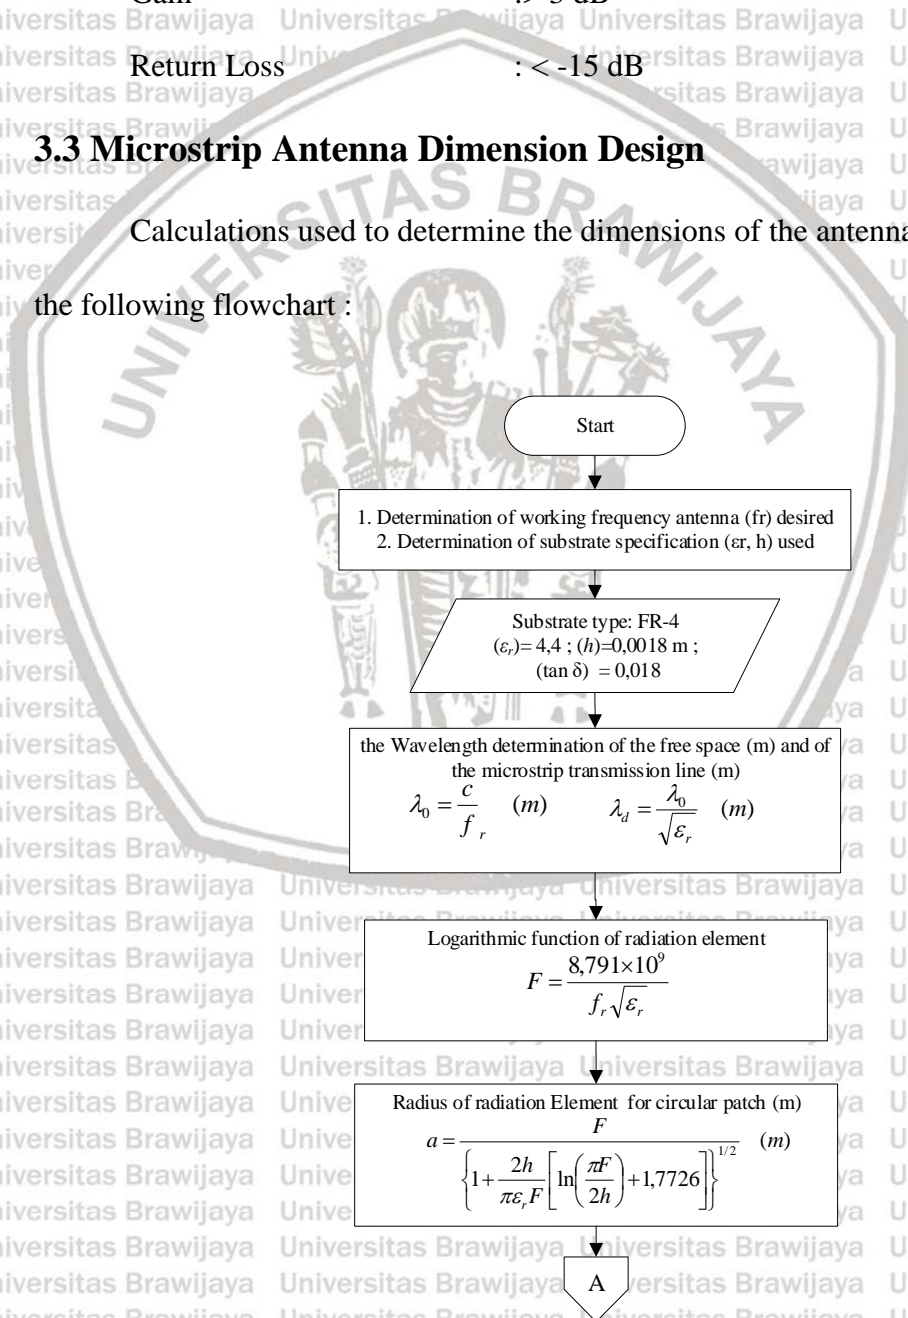 Return Loss : < -15 dB
3.3 Microstrip Antenna Dimension Design
Calculations used to determine the dimensions of the antenna
the following flowchart :
UNIVERSITAS BRAWIJAYA
Start
1. Determination of working frequency antenna (fr) desired
2. Determination of substrate specification (εr, h) used
Substrate type: FR-4
(εr)= 4,4 ; (h)=0,0018 m ;
(tan δ) = 0,018
the Wavelength determination of the free space (m) and of
the microstrip transmission line (m)
λ₀ = c / f r (m) λd = λ₀ / √εr (m)
Logarithmic function of radiation element
F = 8,791×10⁹ / fr√εr
Radius of radiation Element for circular patch (m)
a = F / {1 + 2h/πεrF [ln(πF/2h) + 1,7726]}^1/2 (m)
A